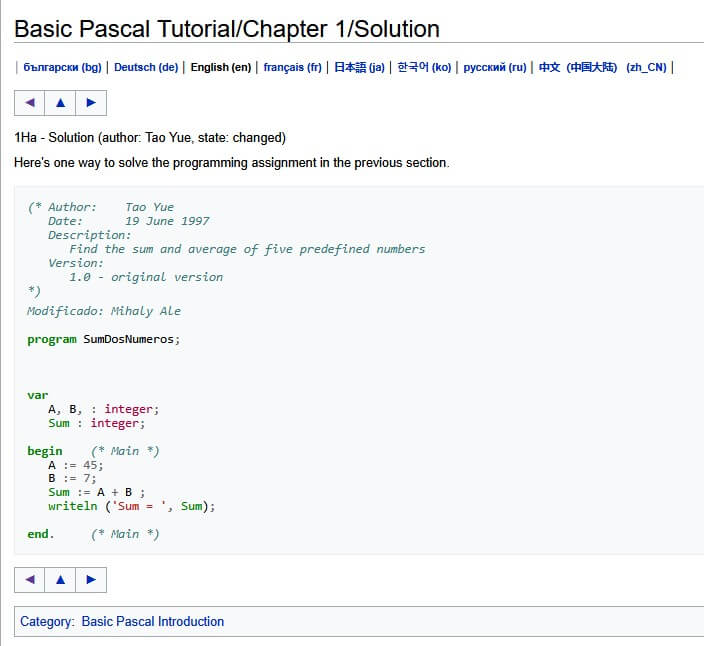 Basic Pascal Tutorial/Chapter 1/Solution
| български (bg) | Deutsch (de) | English (en) | français (fr) | 日本語 (ja) | 한국어 (ko) | русский (ru) | 中文（中国大陆） (zh_CN) |
◄ ▲ ►
1Ha - Solution (author: Tao Yue, state: changed)
Here's one way to solve the programming assignment in the previous section.
(* Author:    Tao Yue
   Date:      19 June 1997
   Description:
      Find the sum and average of five predefined numbers
   Version:
      1.0 - original version
*)
Modificado: Mihaly Ale
program SumDosNumeros;
var
   A, B, : integer;
   Sum : integer;
begin    (* Main *)
   A := 45;
   B := 7;
   Sum := A + B ;
   writeln ('Sum = ', Sum);
end.     (* Main *)
◄ ▲ ►
Category: Basic Pascal Introduction